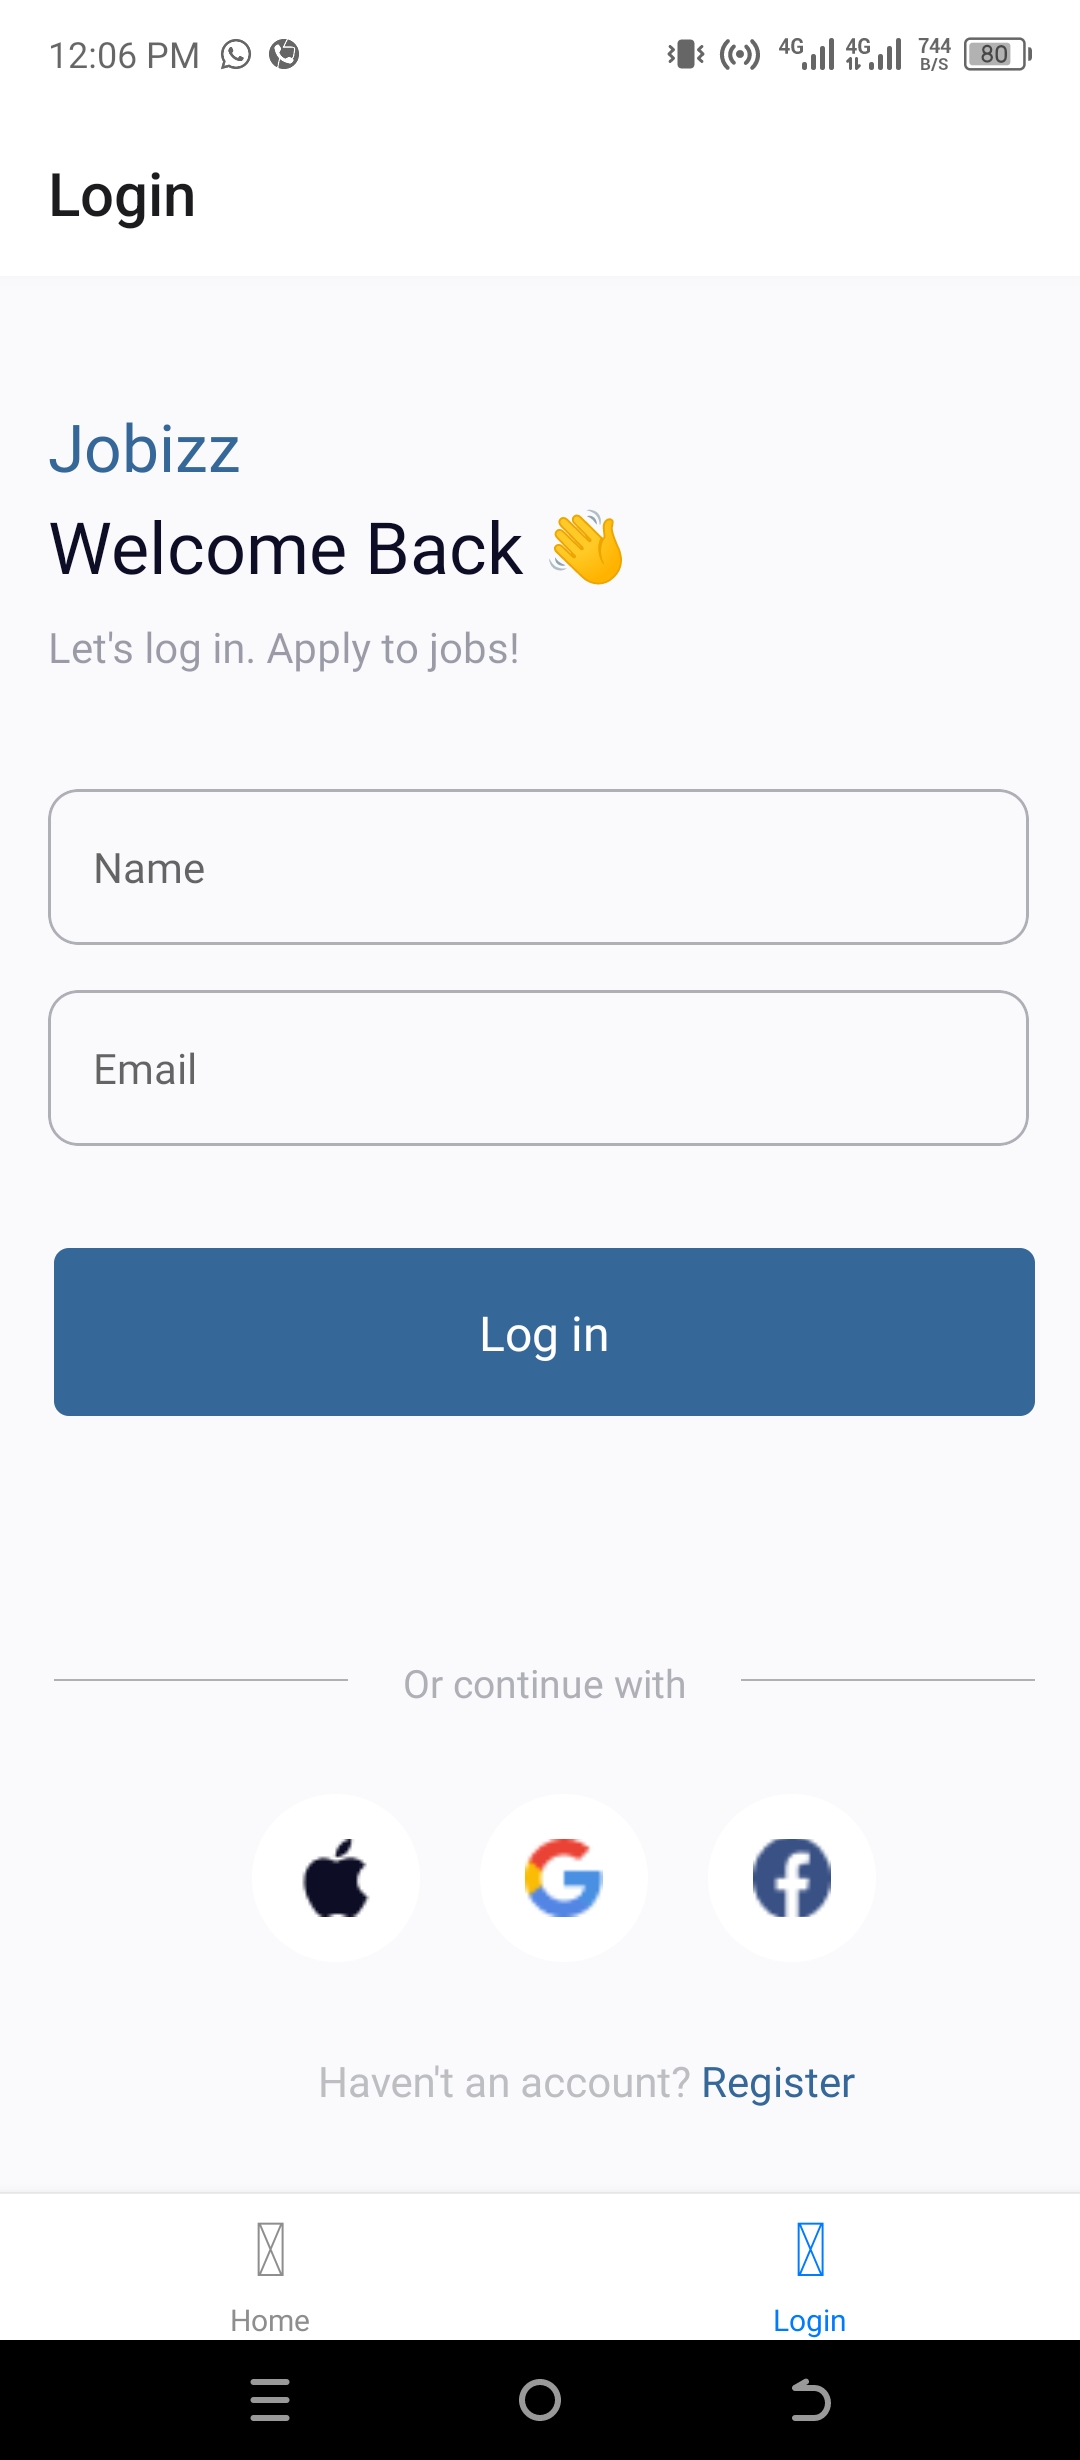 12:06 PM 4G 4G 744 B/S 80
Login
Jobizz
Welcome Back 👋
Let's log in. Apply to jobs!
Name
Email
Log in
Or continue with
Haven't an account? Register
Home Login